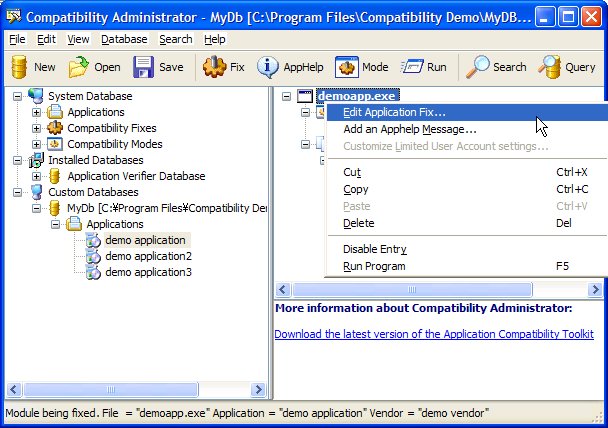 Compatibility Administrator - MyDb [C:\Program Files\Compatibility Demo\MyDB...
File Edit View Database Search Help
New Open Save Fix AppHelp Mode Run Search Query
System Database
Applications
Compatibility Fixes
Compatibility Modes
Installed Databases
Application Verifier Database
Custom Databases
MyDb [C:¥Program Files¥Compatibility De
Applications
demo application
demo application2
demo application3
demoapp.exe
Edit Application Fix...
Add an Apphelp Message...
Customize Limited User Account settings...
Cut Ctrl+X
Copy Ctrl+C
Paste Ctrl+V
Delete Del
Disable Entry
Run Program F5
More information about Compatibility Administrator:
Download the latest version of the Application Compatibility Toolkit
Module being fixed. File = "demoapp.exe" Application = "demo application" Vendor = "demo vendor"